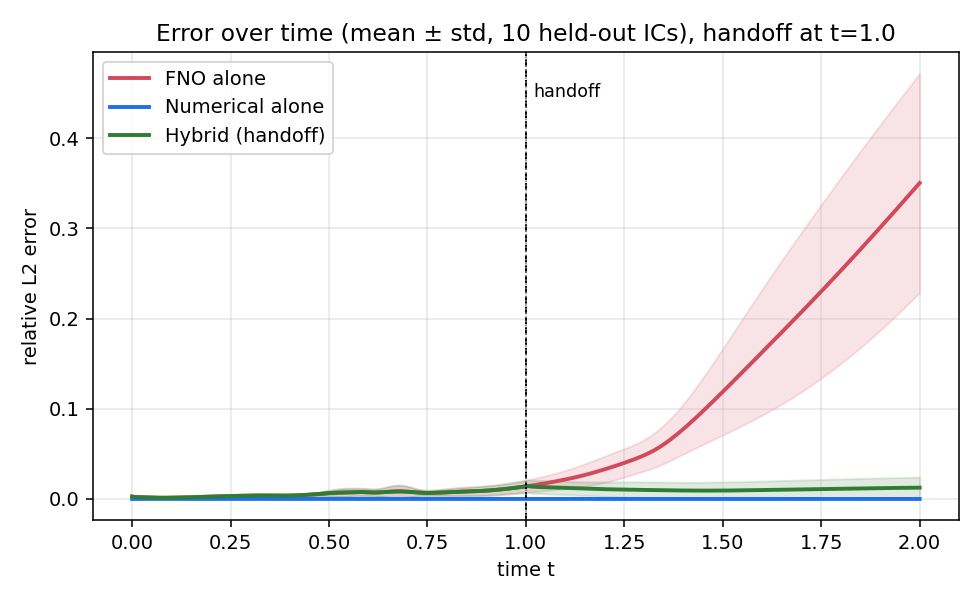 Error over time (mean ± std, 10 held-out ICs), handoff at t=1.0
FNO alone
Numerical alone
Hybrid (handoff)
handoff
relative L2 error
0.4
0.3
0.2
0.1
0.0
0.00 0.25 0.50 0.75 1.00 1.25 1.50 1.75 2.00
time t